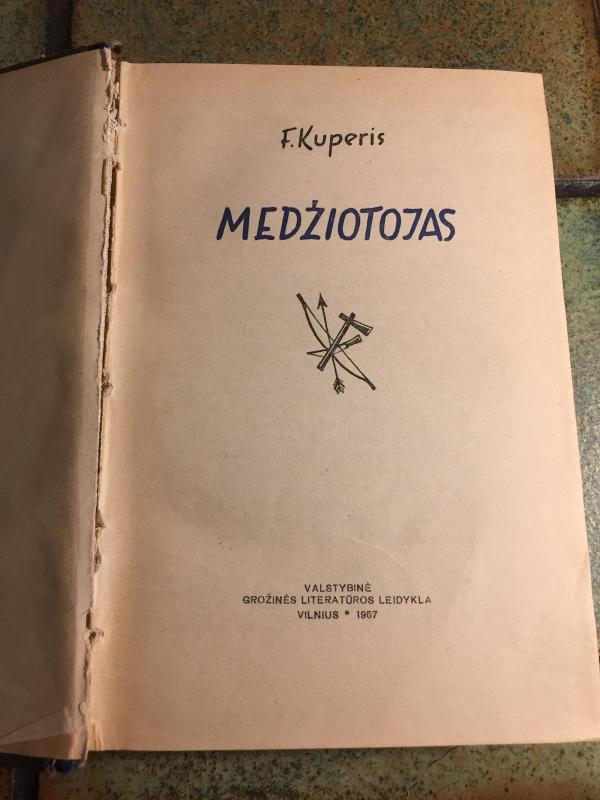 F. Kuperis
MEDŽIOTOJAS
VALSTYBINĖ
GROŽINĖS LITERATŪROS LEIDYKLA
VILNIUS * 1957